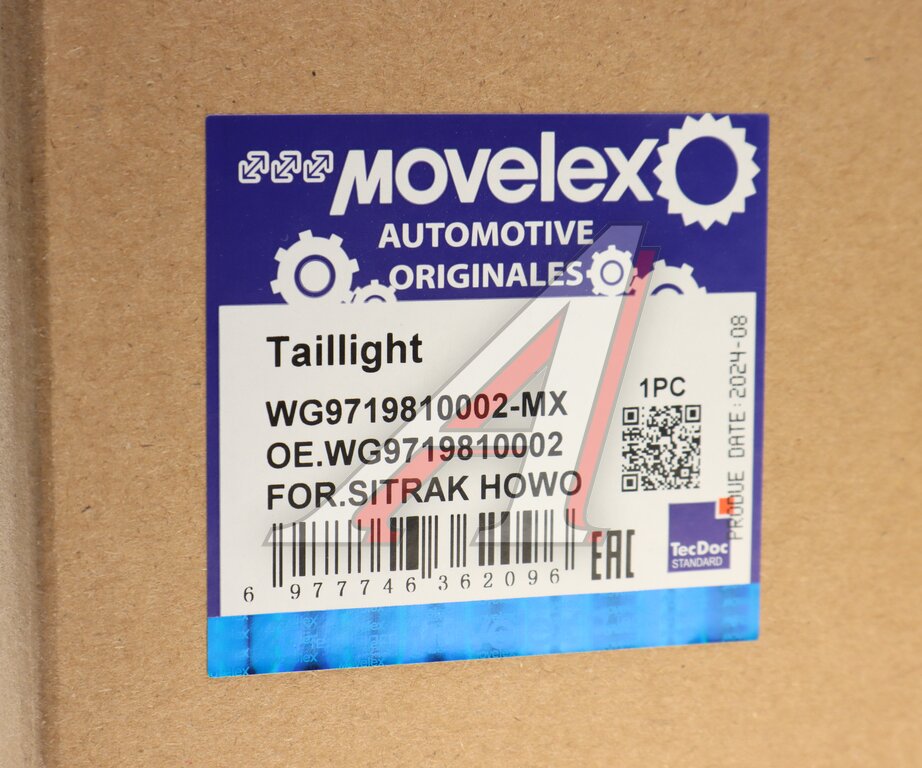 MOVELEX
AUTOMOTIVE
ORIGINALES
Taillight
WG9719810002-MX
OE.WG9719810002
FOR.SITRAK HOWO
1PC
PRODUE DATE:2024-08
EAC
TecDoc
STANDARD
6 977746 362096